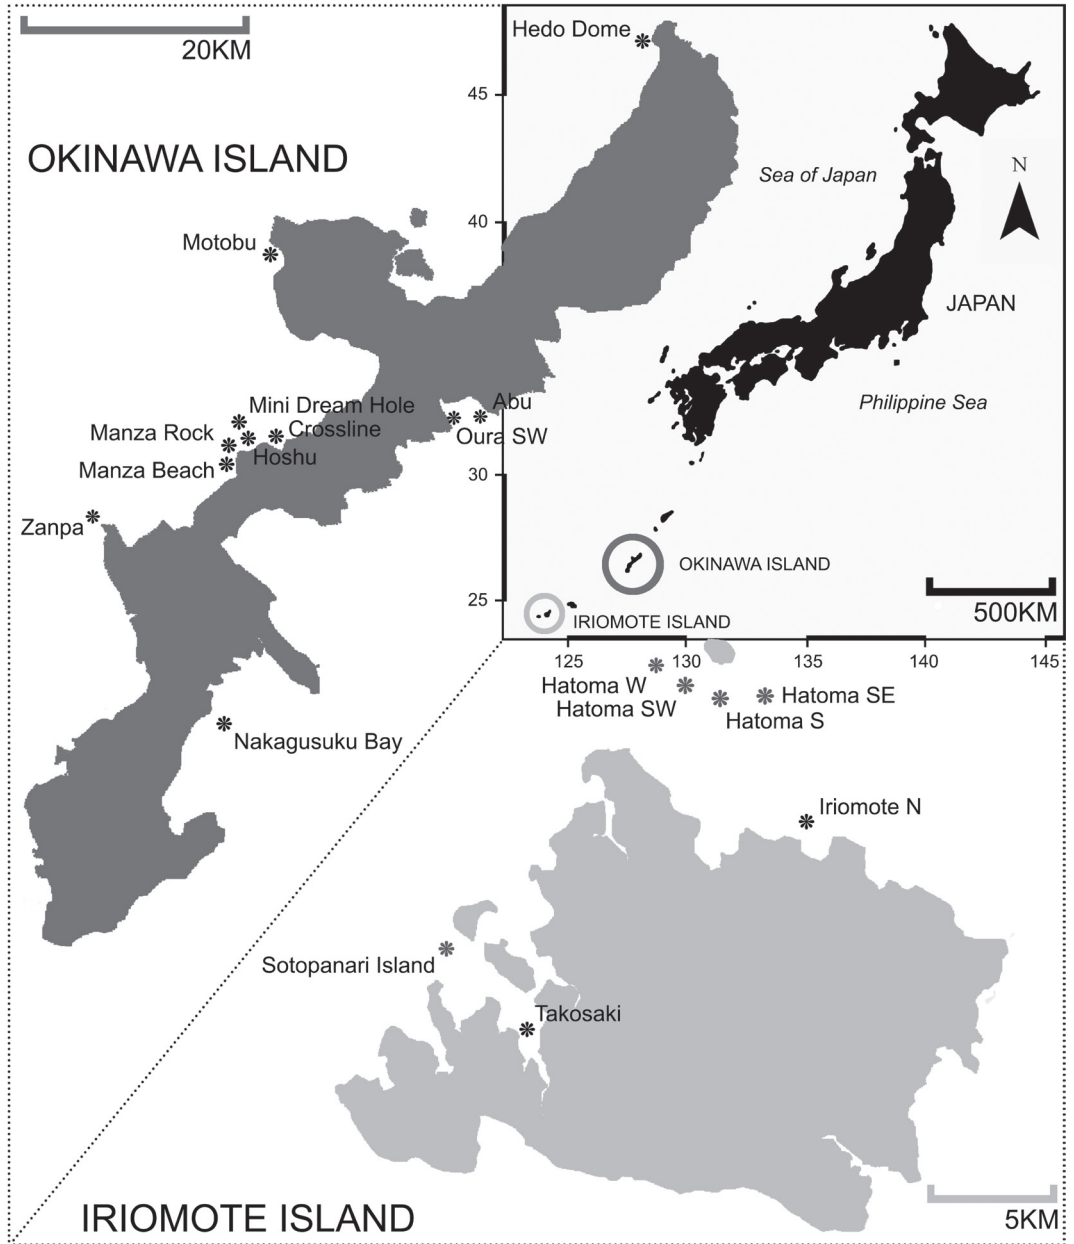 20KM
OKINAWA ISLAND
Hedo Dome
Motobu
Mini Dream Hole
Crossline
Manza Rock
Hoshu
Manza Beach
Zanpa
Abu
Oura SW
Nakagusuku Bay
45
40
30
25
Sea of Japan
N
JAPAN
Philippine Sea
OKINAWA ISLAND
IRIOMOTE ISLAND
500KM
125
130
135
140
145
Hatoma W
Hatoma SW
Hatoma S
Hatoma SE
Iriomote N
Sotopanari Island
Takosaki
IRIOMOTE ISLAND
5KM